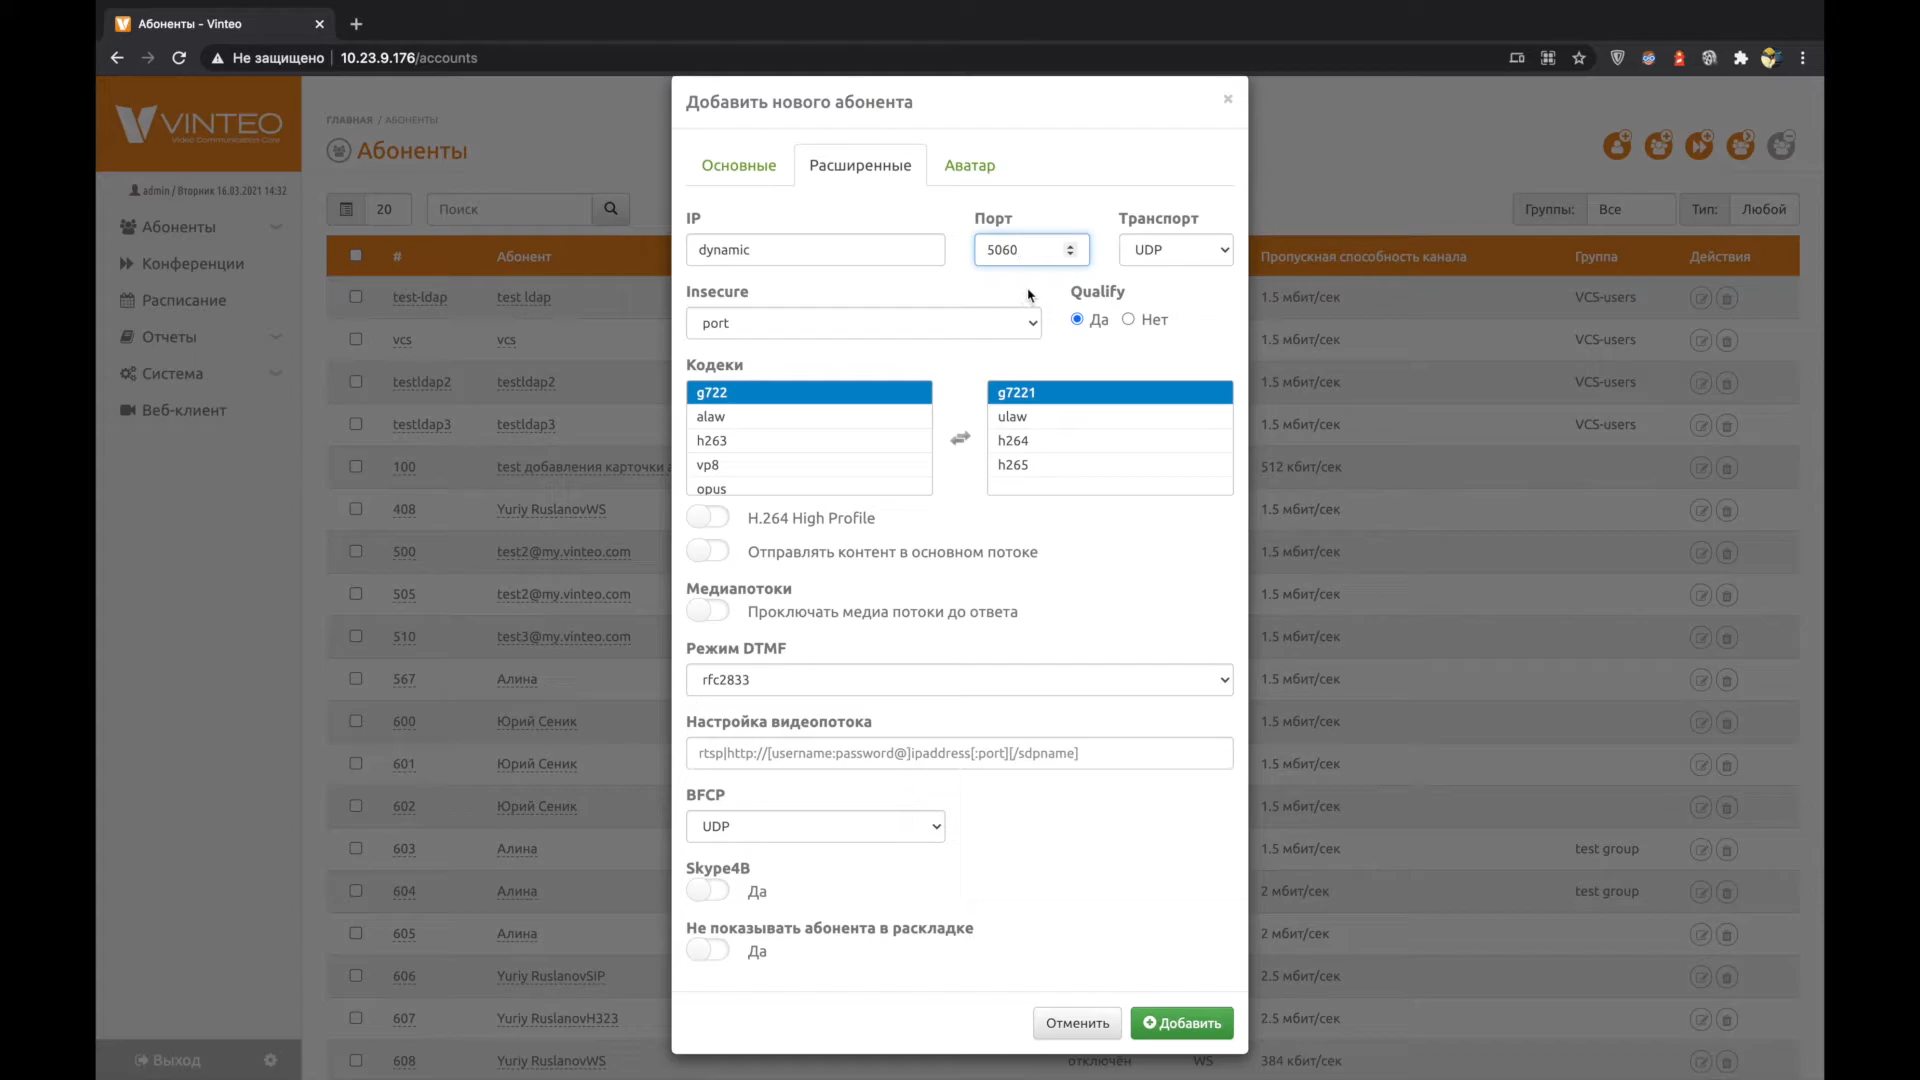 Абоненты - Vinteo
Не защищено
10.23.9.176/accounts
VINTEO
Video Communication Core
admin / Вторник 16.03.2021 14:32
Абоненты
Конференции
Расписание
Отчеты
Система
Веб-клиент
Выход
ГЛАВНАЯ / АБОНЕНТЫ
Абоненты
20
Поиск
Группы:
Все
Тип:
Любой
# Абонент Пропускная способность канала Группа Действия
test-ldap test ldap 1.5 мбит/сек VCS-users
vcs vcs 1.5 мбит/сек VCS-users
testldap2 testldap2 1.5 мбит/сек VCS-users
testldap3 testldap3 1.5 мбит/сек VCS-users
100 test добавления карточки 512 кбит/сек
408 Yuriy RuslanovWS 1.5 мбит/сек
500 test2@my.vinteo.com 1.5 мбит/сек
505 test2@my.vinteo.com 1.5 мбит/сек
510 test3@my.vinteo.com 1.5 мбит/сек
567 Алина 1.5 мбит/сек
600 Юрий Сеник 1.5 мбит/сек
601 Юрий Сеник 1.5 мбит/сек
602 Юрий Сеник 1.5 мбит/сек
603 Алина 1.5 мбит/сек test group
604 Алина 2 мбит/сек test group
605 Алина 2 мбит/сек
606 Yuriy RuslanovSIP 2.5 мбит/сек
607 Yuriy RuslanovH323 2.5 мбит/сек
608 Yuriy RuslanovWS отключён WS 384 кбит/сек
Добавить нового абонента
Основные
Расширенные
Аватар
IP Порт Транспорт
dynamic 5060 UDP
Insecure Qualify
port Да Нет
Кодеки
g722 g7221
alaw ulaw
h263 h264
vp8 h265
opus
H.264 High Profile
Отправлять контент в основном потоке
Медиапотоки
Проключать медиа потоки до ответа
Режим DTMF
rfc2833
Настройка видеопотока
rtsp|http://[username:password@]ipaddress[:port][/sdpname]
BFCP
UDP
Skype4B
Да
Не показывать абонента в раскладке
Да
Отменить
Добавить